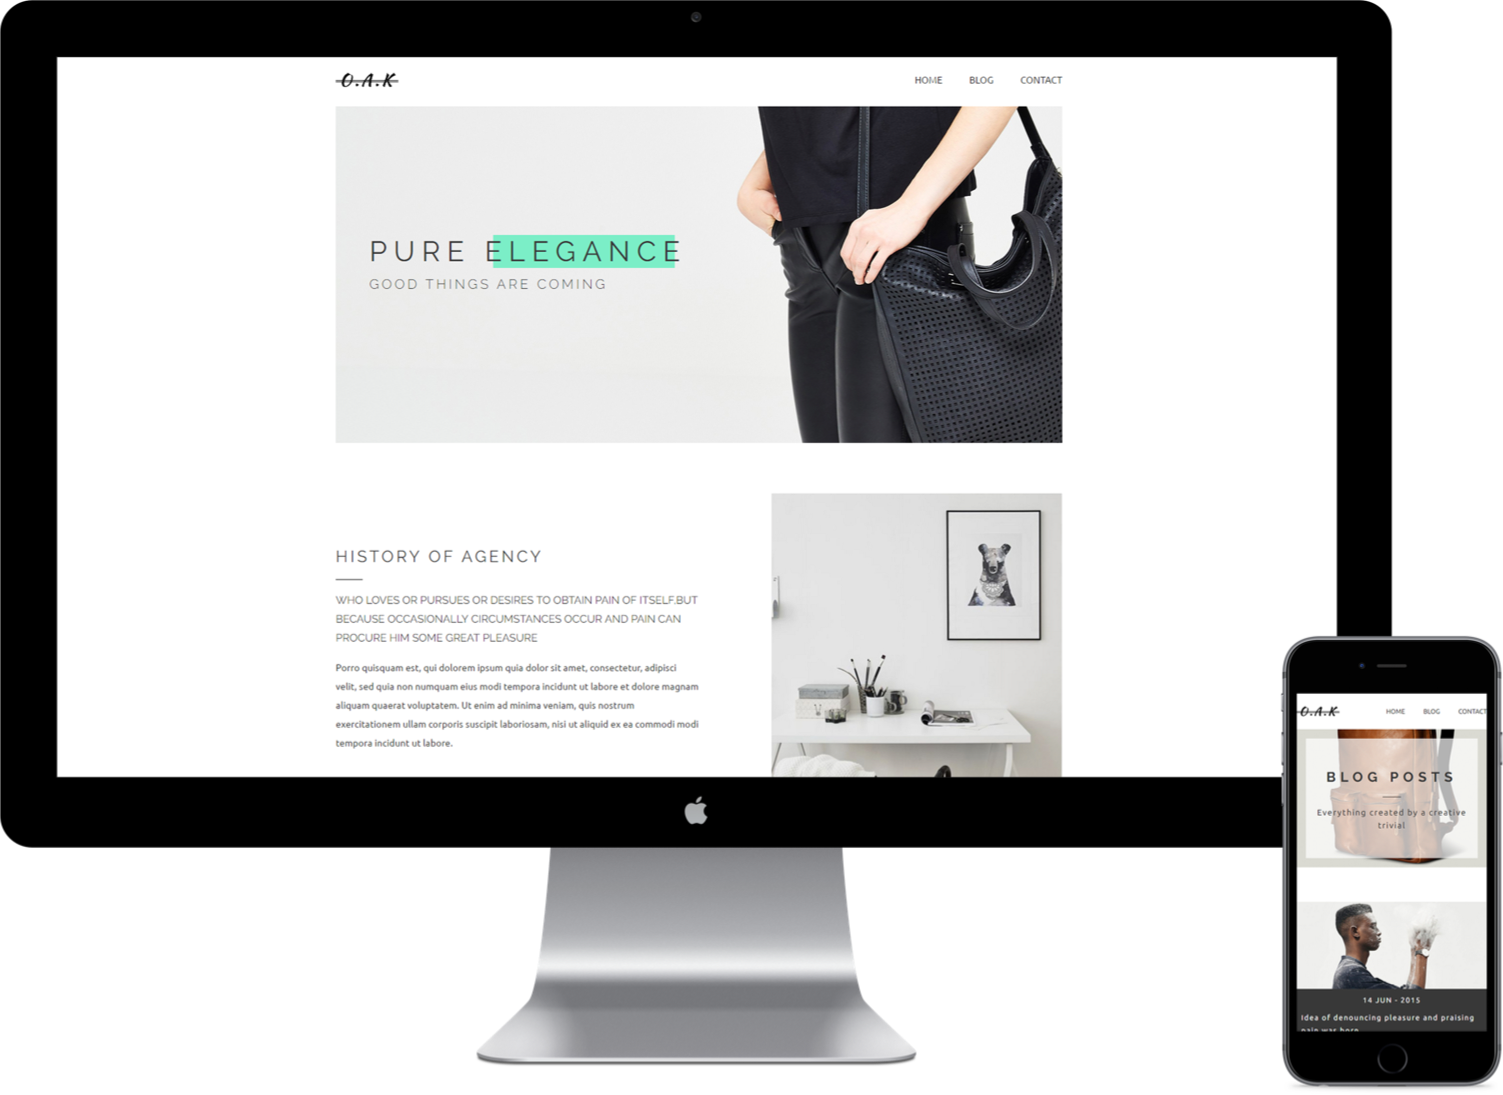 O.A.K
HOME BLOG CONTACT
PURE ELEGANCE
GOOD THINGS ARE COMING
HISTORY OF AGENCY
WHO LOVES OR PURSUES OR DESIRES TO OBTAIN PAIN OF ITSELF.BUT
BECAUSE OCCASIONALLY CIRCUMSTANCES OCCUR AND PAIN CAN
PROCURE HIM SOME GREAT PLEASURE
Porro quisquam est, qui dolorem ipsum quia dolor sit amet, consectetur, adipisci
velit, sed quia non numquam eius modi tempora incidunt ut labore et dolore magnam
aliquam quaerat voluptatem. Ut enim ad minima veniam, quis nostrum
exercitationem ullam corporis suscipit laboriosam, nisi ut aliquid ex ea commodi modi
tempora incidunt ut labore.
O.A.K
HOME BLOG CONTACT
BLOG POSTS
Everything created by a creative
trivial
14 JUN - 2015
Idea of denouncing pleasure and praising
pain was born